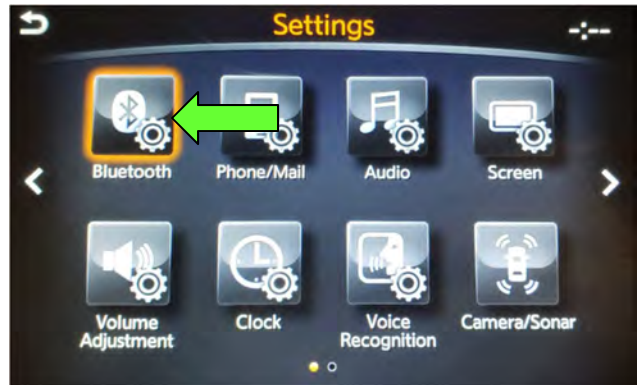 Settings
-:--
Bluetooth
Phone/Mail
Audio
Screen
Volume
Adjustment
Clock
Voice
Recognition
Camera/Sonar